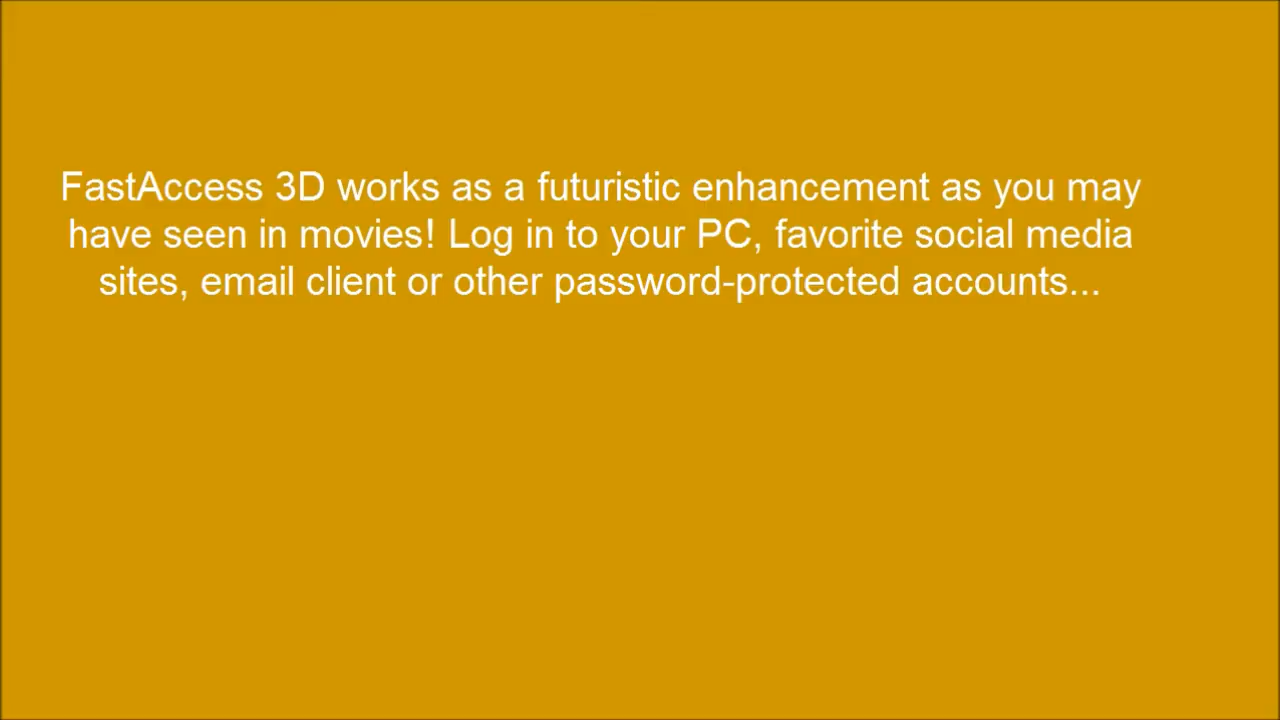 FastAccess 3D works as a futuristic enhancement as you may
have seen in movies! Log in to your PC, favorite social media
sites, email client or other password-protected accounts...